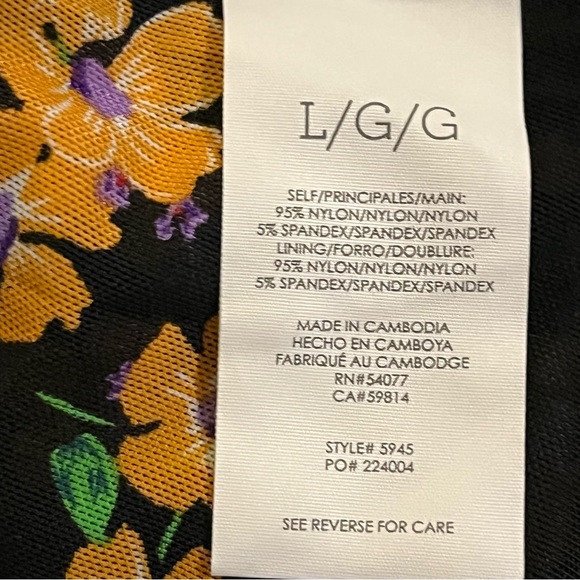 L/G/G
SELF/PRINCIPALES/MAIN:
95% NYLON/NYLON/NYLON
5% SPANDEX/SPANDEX/SPANDEX
LINING/FORRO/DOUBLURE:
95% NYLON/NYLON/NYLON
5% SPANDEX/SPANDEX/SPANDEX
MADE IN CAMBODIA
HECHO EN CAMBOYA
FABRIQUÉ AU CAMBODGE
RN#54077
CA#59814
STYLE# 5945
PO# 224004
SEE REVERSE FOR CARE